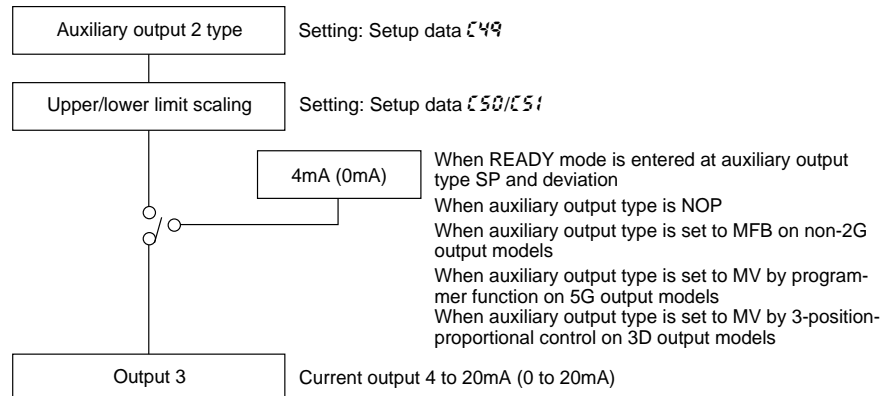 Auxiliary output 2 type
Setting: Setup data C49
Upper/lower limit scaling
Setting: Setup data C50/C51
4mA (0mA)
When READY mode is entered at auxiliary output
type SP and deviation
When auxiliary output type is NOP
When auxiliary output type is set to MFB on non-2G
output models
When auxiliary output type is set to MV by program-
mer function on 5G output models
When auxiliary output type is set to MV by 3-position-
proportional control on 3D output models
Output 3
Current output 4 to 20mA (0 to 20mA)